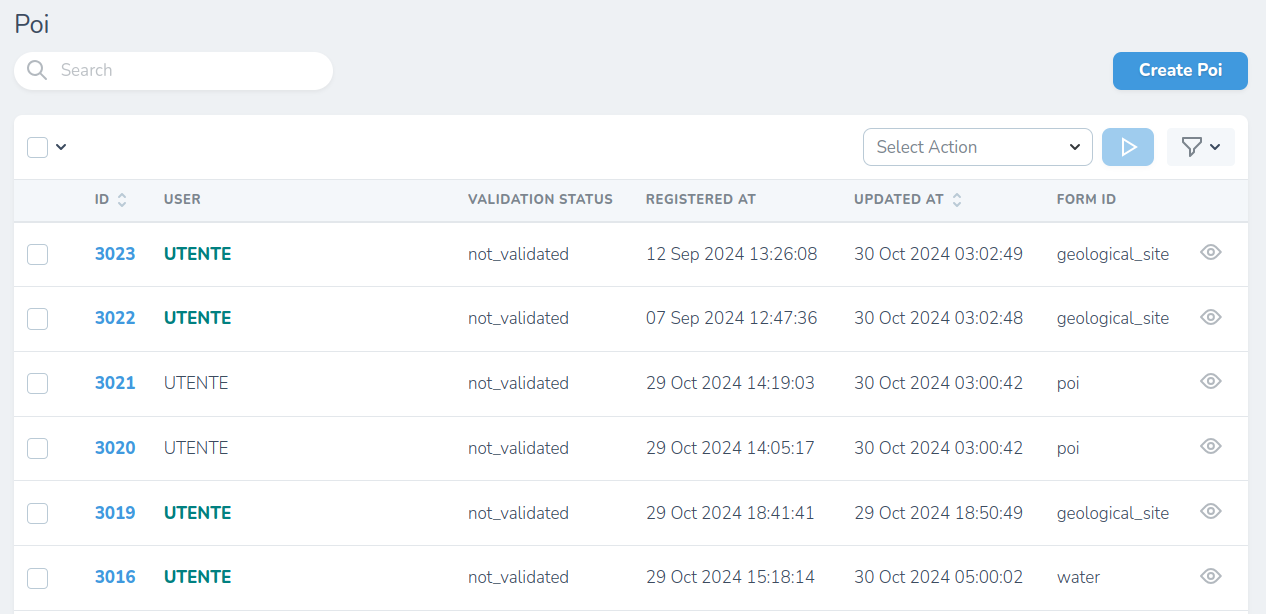 Poi
Search
Create Poi
Select Action
ID USER VALIDATION STATUS REGISTERED AT UPDATED AT FORM ID
3023 UTENTE not_validated 12 Sep 2024 13:26:08 30 Oct 2024 03:02:49 geological_site
3022 UTENTE not_validated 07 Sep 2024 12:47:36 30 Oct 2024 03:02:48 geological_site
3021 UTENTE not_validated 29 Oct 2024 14:19:03 30 Oct 2024 03:00:42 poi
3020 UTENTE not_validated 29 Oct 2024 14:05:17 30 Oct 2024 03:00:42 poi
3019 UTENTE not_validated 29 Oct 2024 18:41:41 29 Oct 2024 18:50:49 geological_site
3016 UTENTE not_validated 29 Oct 2024 15:18:14 30 Oct 2024 05:00:02 water